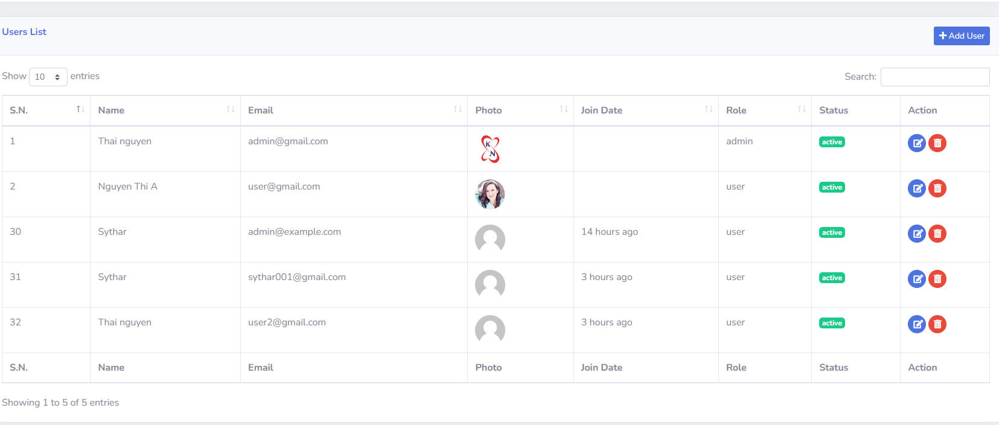 Users List
Add User
Show 10 entries
Search:
S.N. Name Email Photo Join Date Role Status Action
1 Thai nguyen admin@gmail.com K N admin active
2 Nguyen Thi A user@gmail.com user active
30 Sythar admin@example.com 14 hours ago user active
31 Sythar sythar001@gmail.com 3 hours ago user active
32 Thai nguyen user2@gmail.com 3 hours ago user active
S.N. Name Email Photo Join Date Role Status Action
Showing 1 to 5 of 5 entries